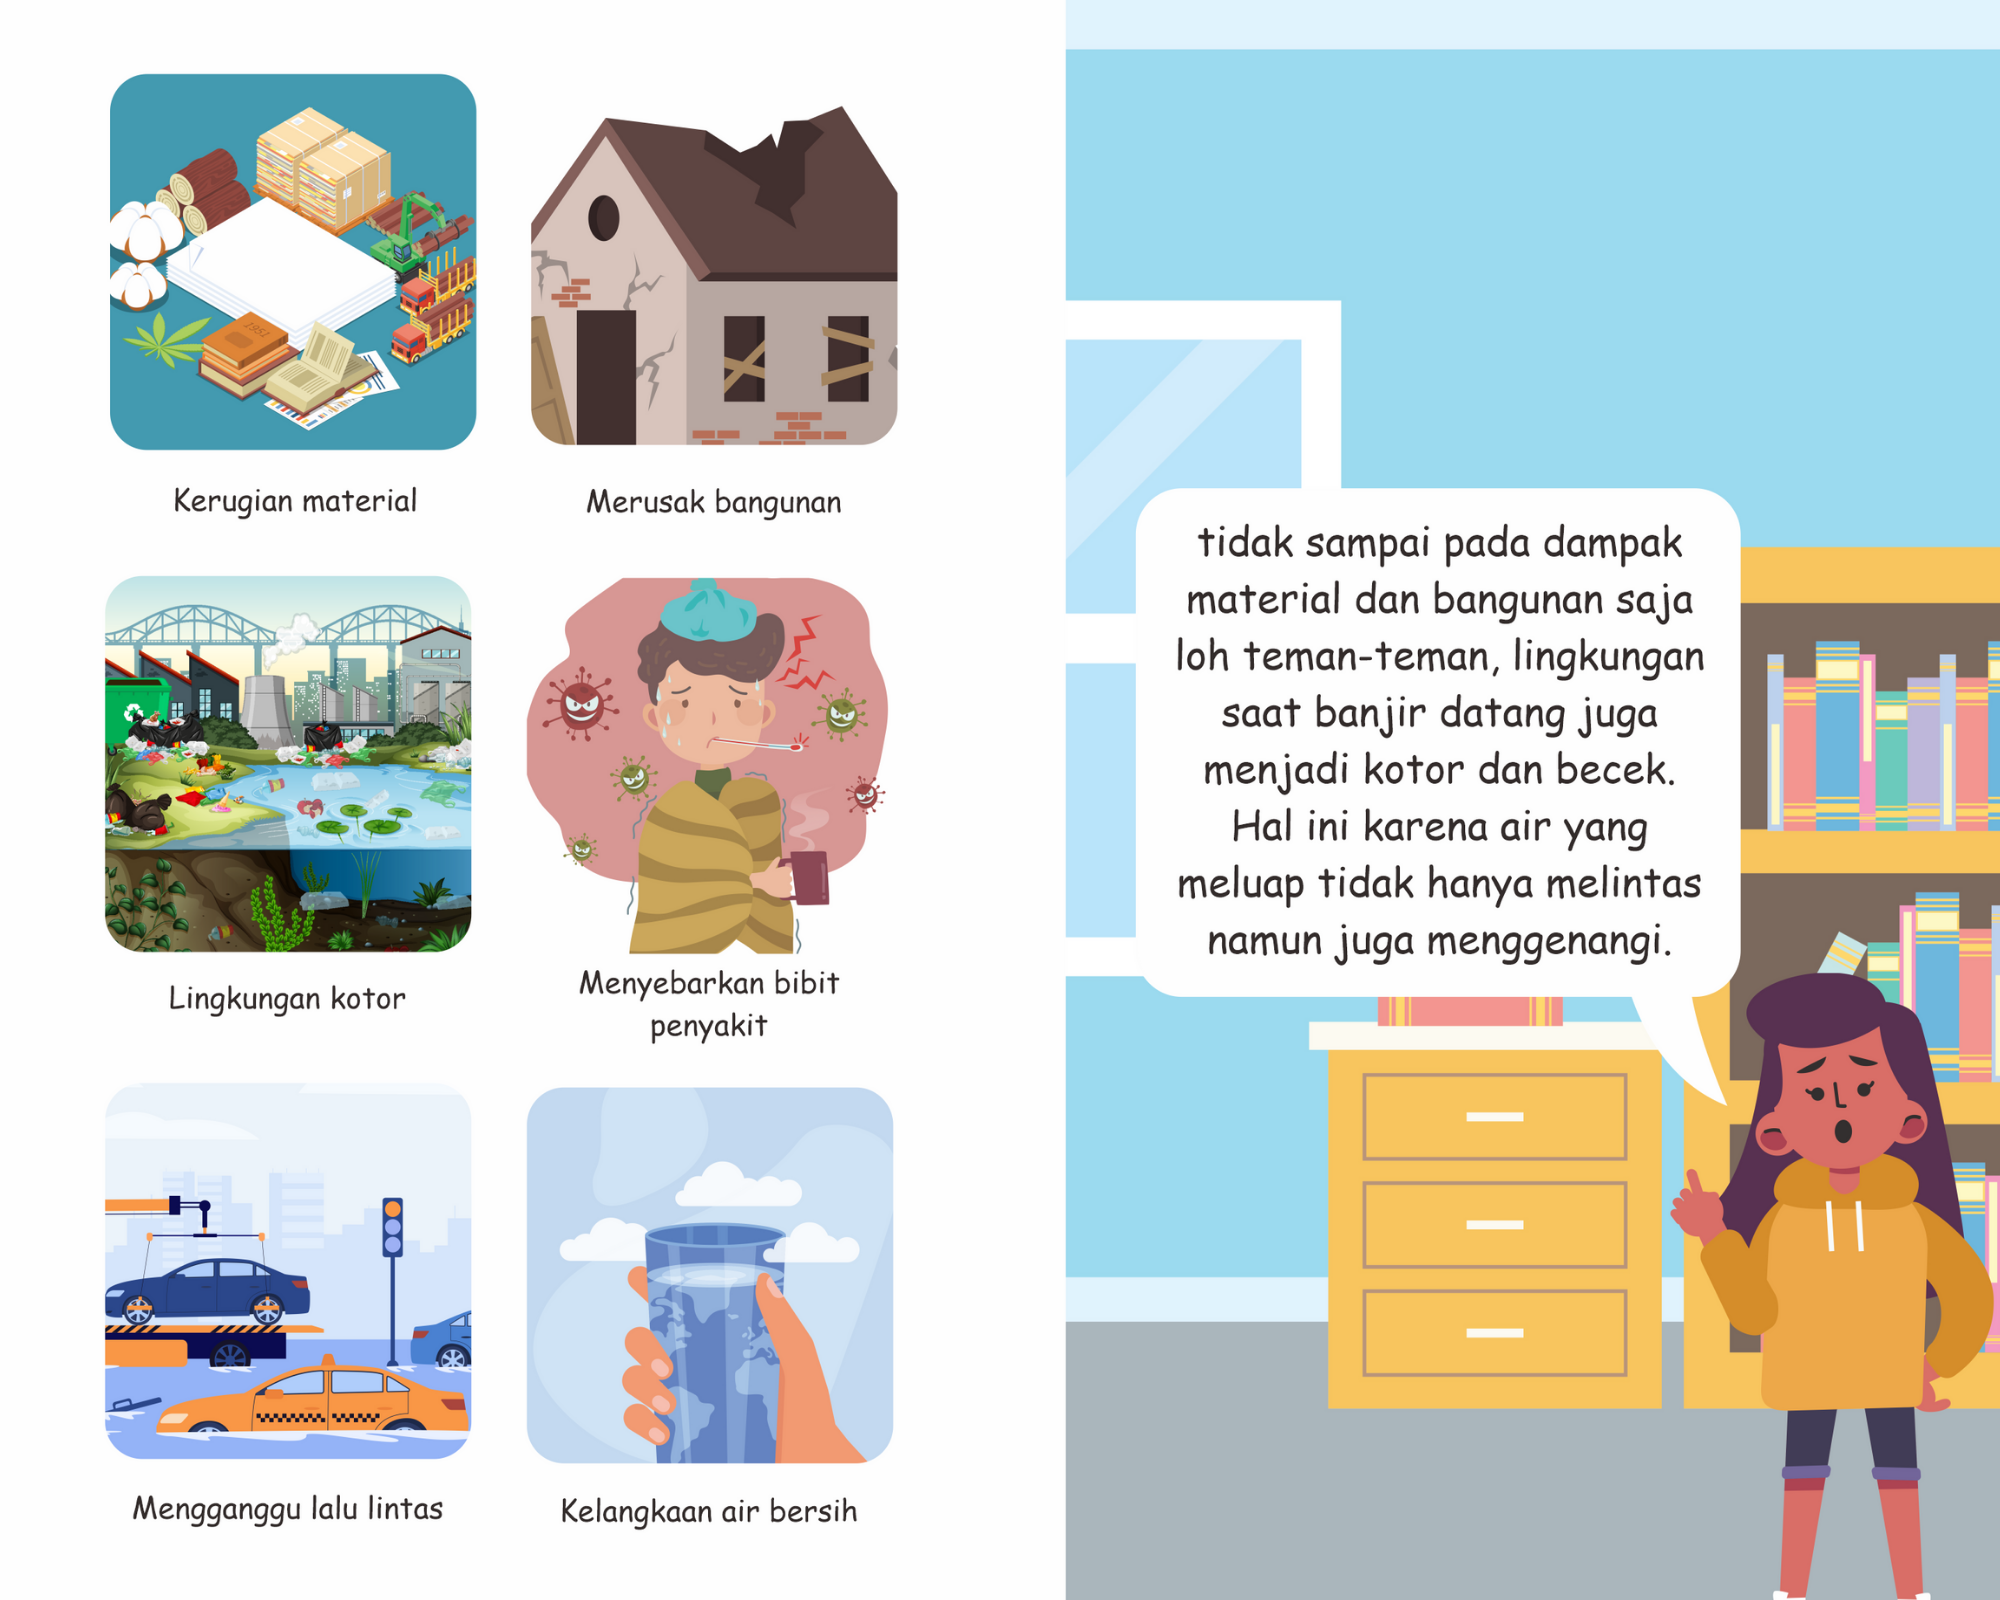 Kerugian material
Merusak bangunan
Lingkungan kotor
Menyebarkan bibit
penyakit
Mengganggu lalu lintas
Kelangkaan air bersih
tidak sampai pada dampak
material dan bangunan saja
loh teman-teman, lingkungan
saat banjir datang juga
menjadi kotor dan becek.
Hal ini karena air yang
meluap tidak hanya melintas
namun juga menggenangi.
1951